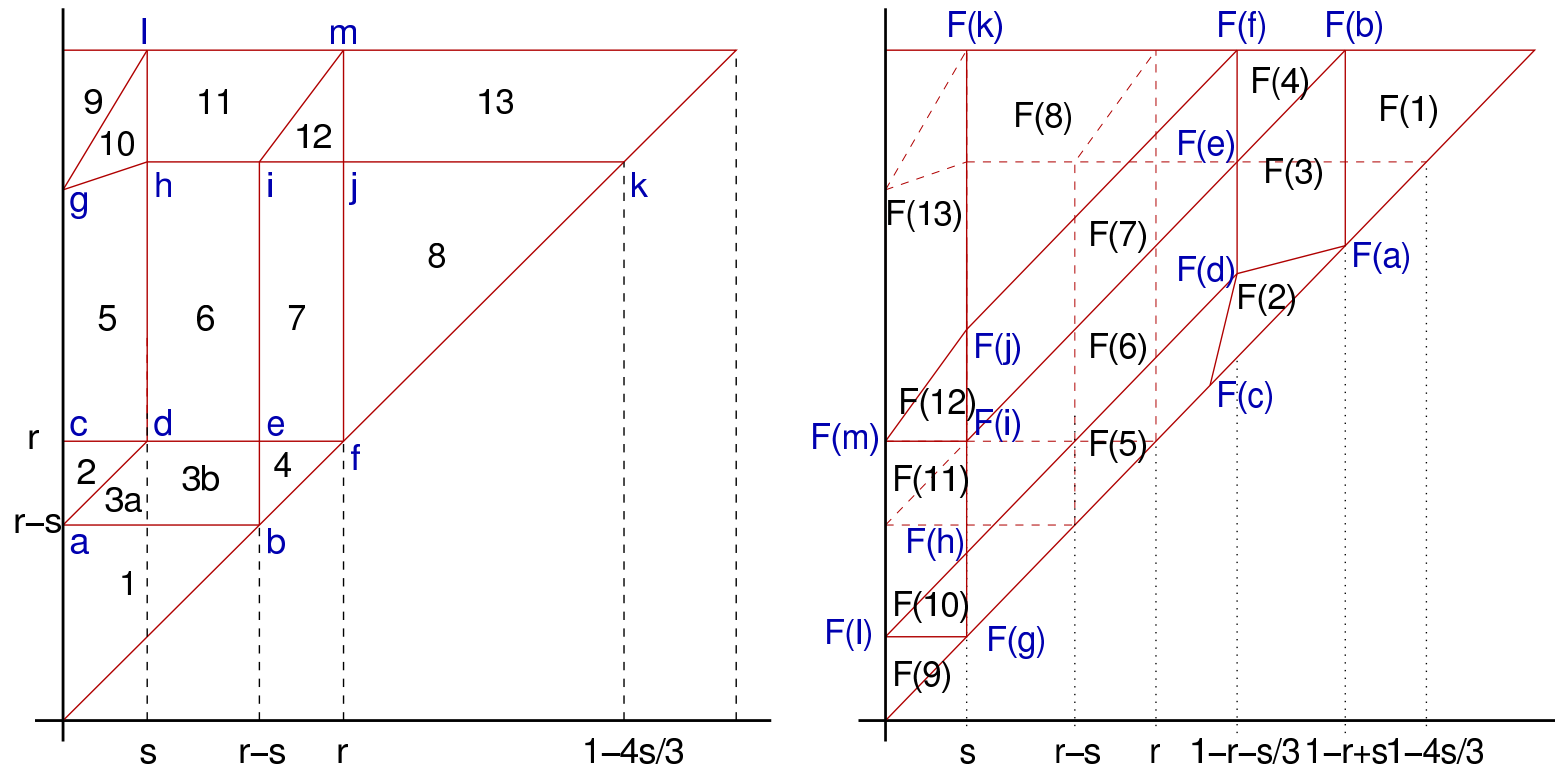 l m
9 11 13
10 12
g h i j k
8
5 6 7
r c d e
2 3b 4 f
3a
r–s
a b
1
s r–s r 1–4s/3
F(k) F(f) F(b)
F(4)
F(8) F(1)
F(e)
F(3)
F(13)
F(7)
F(d) F(a)
F(2)
F(j) F(6)
F(c)
F(12)
F(m) F(i) F(5)
F(11)
F(h)
F(10)
F(l) F(g)
F(9)
s r–s r 1–r–s/3 1–r+s 1–4s/3